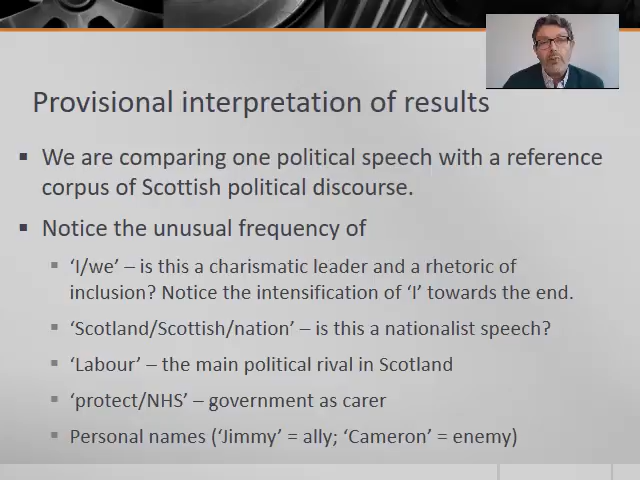 Provisional interpretation of results
We are comparing one political speech with a reference
corpus of Scottish political discourse.
Notice the unusual frequency of
‘I/we’ – is this a charismatic leader and a rhetoric of
inclusion? Notice the intensification of ‘I’ towards the end.
‘Scotland/Scottish/nation’ – is this a nationalist speech?
‘Labour’ – the main political rival in Scotland
‘protect/NHS’ – government as carer
Personal names (‘Jimmy’ = ally; ‘Cameron’ = enemy)